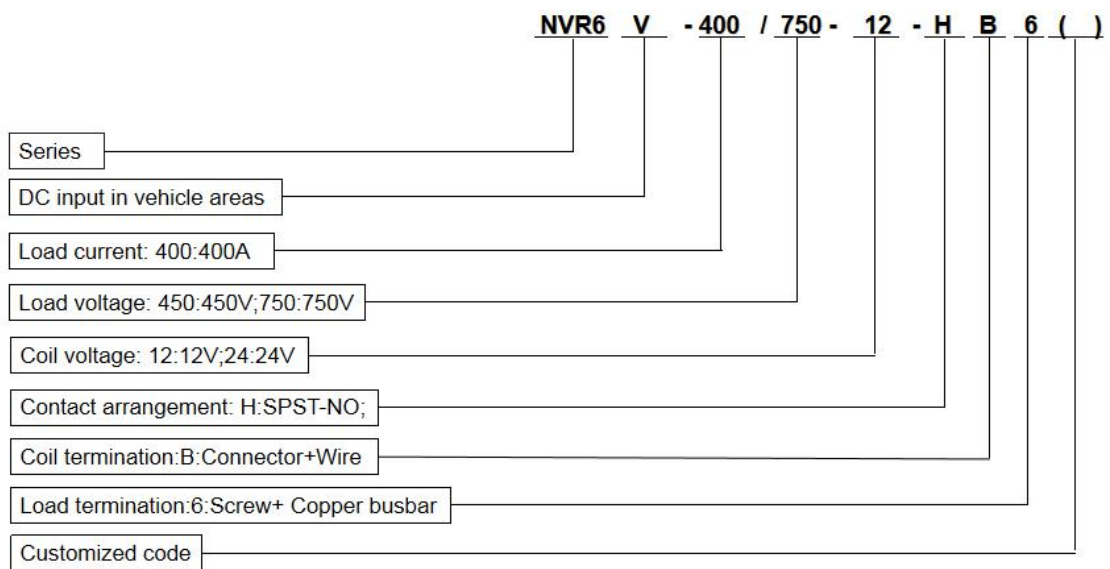 NVR6 V - 400 / 750 - 12 - H B 6 ( )
Series
DC input in vehicle areas
Load current: 400:400A
Load voltage: 450:450V;750:750V
Coil voltage: 12:12V;24:24V
Contact arrangement: H:SPST-NO;
Coil termination:B:Connector+Wire
Load termination:6:Screw+ Copper busbar
Customized code